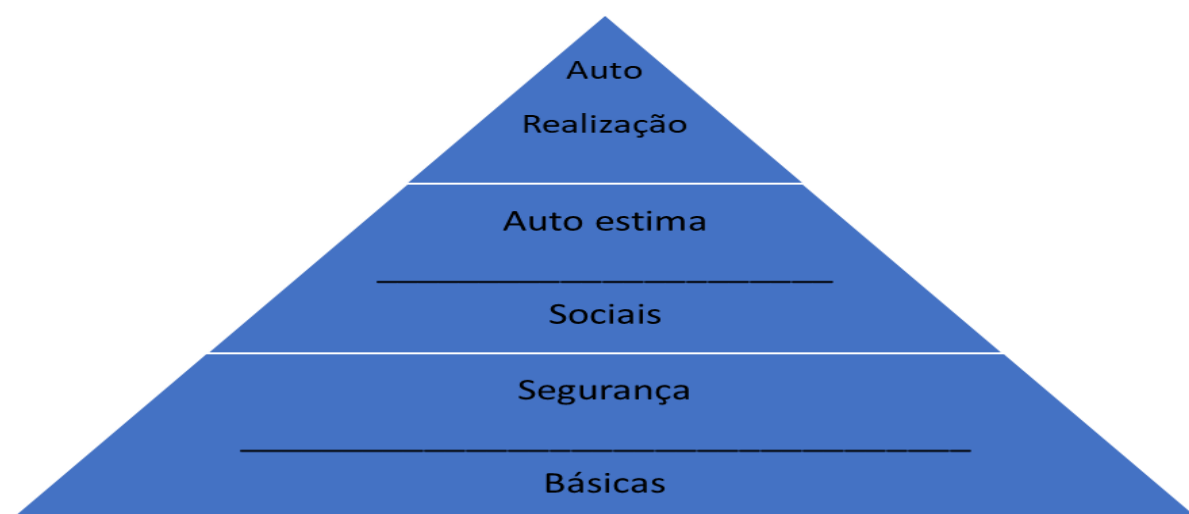 Auto
Realização
Auto estima
Sociais
Segurança
Básicas